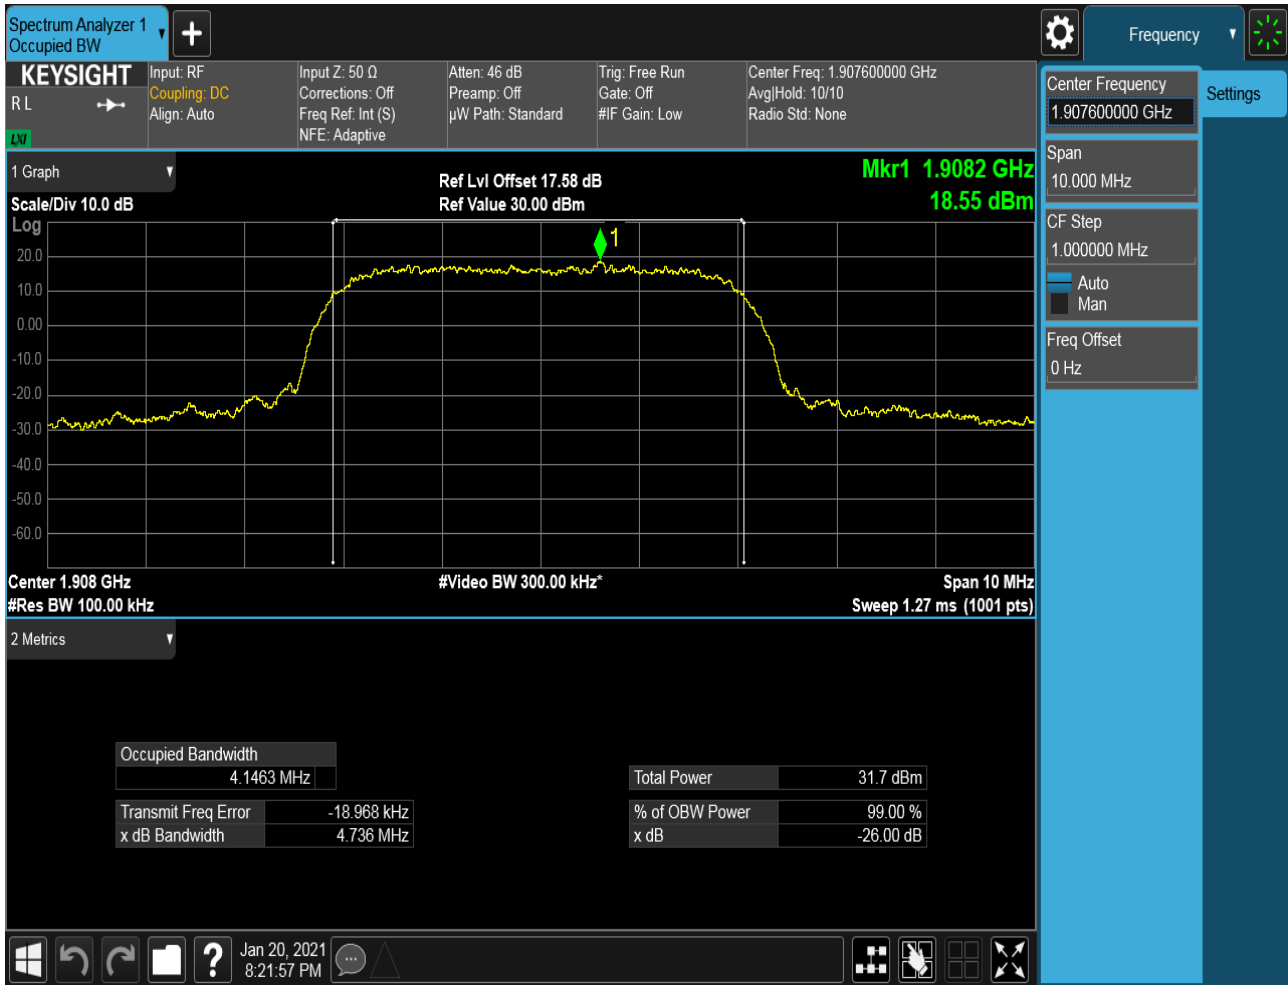 Spectrum Analyzer 1
Occupied BW
+
Frequency
KEYSIGHT
R L
LXI
Input: RF
Coupling: DC
Align: Auto
Input Z: 50 Ω
Corrections: Off
Freq Ref: Int (S)
NFE: Adaptive
Atten: 46 dB
Preamp: Off
µW Path: Standard
Trig: Free Run
Gate: Off
#IF Gain: Low
Center Freq: 1.907600000 GHz
Avg|Hold: 10/10
Radio Std: None
Center Frequency
1.907600000 GHz
Settings
Span
10.000 MHz
CF Step
1.000000 MHz
Auto
Man
Freq Offset
0 Hz
1 Graph
Scale/Div 10.0 dB
Log
Ref Lvl Offset 17.58 dB
Ref Value 30.00 dBm
Mkr1 1.9082 GHz
18.55 dBm
1
20.0
10.0
0.00
-10.0
-20.0
-30.0
-40.0
-50.0
-60.0
Center 1.908 GHz
#Res BW 100.00 kHz
#Video BW 300.00 kHz*
Span 10 MHz
Sweep 1.27 ms (1001 pts)
2 Metrics
Occupied Bandwidth
4.1463 MHz
Transmit Freq Error -18.968 kHz
x dB Bandwidth 4.736 MHz
Total Power 31.7 dBm
% of OBW Power 99.00 %
x dB -26.00 dB
?
Jan 20, 2021
8:21:57 PM